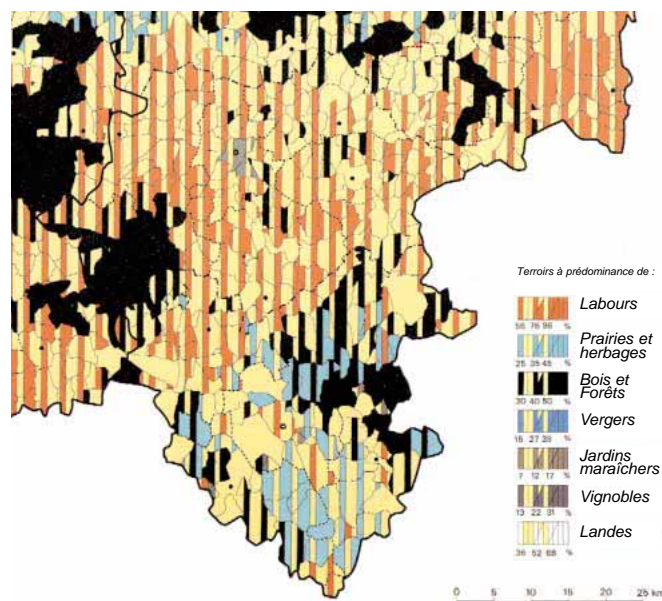 Terroirs à prédominance de :
Labours
56 76 96 %
Prairies et
herbages
25 35 45 %
Bois et
Forêts
30 40 50 %
Vergers
16 27 38 %
Jardins
maraîchers
7 12 17 %
Vignobles
13 22 31 %
Landes
36 52 68 %
0 5 10 15 20 25 km